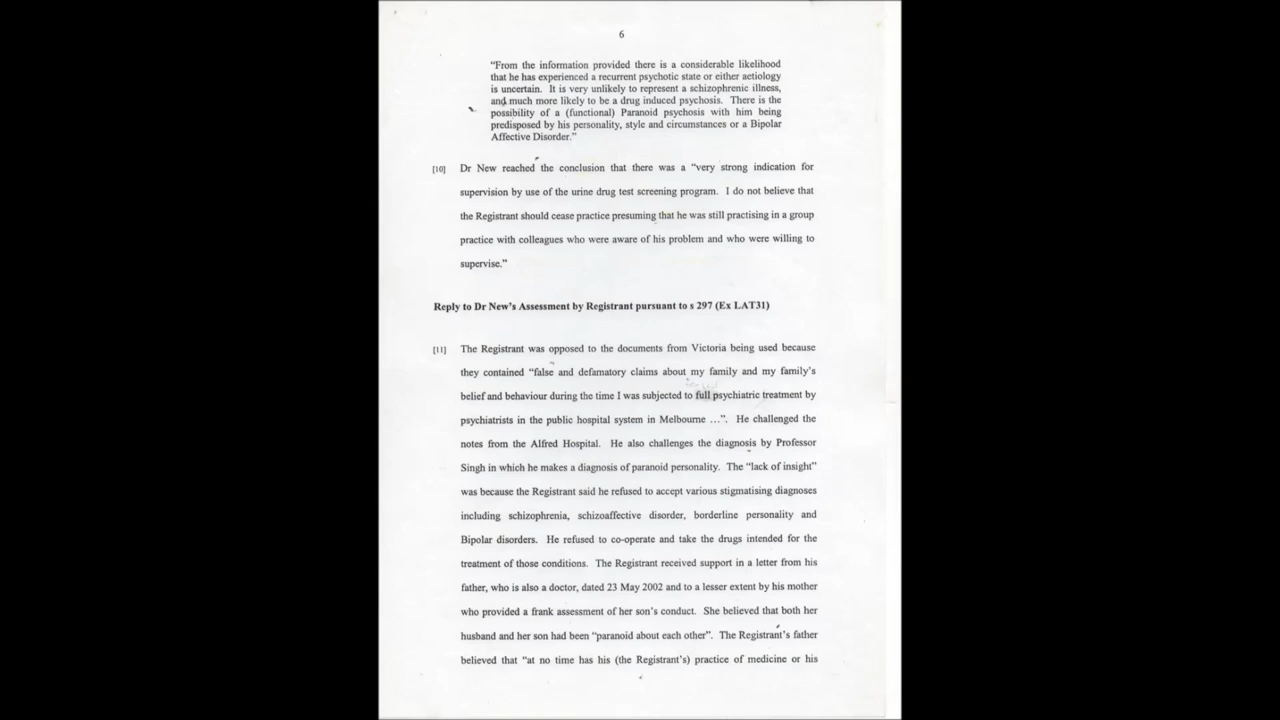 6
“From the information provided there is a considerable likelihood
that he has experienced a recurrent psychotic state or either aetiology
is uncertain. It is very unlikely to represent a schizophrenic illness,
and much more likely to be a drug induced psychosis. There is the
possibility of a (functional) Paranoid psychosis with him being
predisposed by his personality, style and circumstances or a Bipolar
Affective Disorder.”
[10] Dr New reached the conclusion that there was a “very strong indication for
supervision by use of the urine drug test screening program. I do not believe that
the Registrant should cease practice presuming that he was still practising in a group
practice with colleagues who were aware of his problem and who were willing to
supervise.”
Reply to Dr New’s Assessment by Registrant pursuant to s 297 (Ex LAT31)
[11] The Registrant was opposed to the documents from Victoria being used because
they contained “false and defamatory claims about my family and my family’s
belief and behaviour during the time I was subjected to full psychiatric treatment by
psychiatrists in the public hospital system in Melbourne …”. He challenged the
notes from the Alfred Hospital. He also challenges the diagnosis by Professor
Singh in which he makes a diagnosis of paranoid personality. The “lack of insight”
was because the Registrant said he refused to accept various stigmatising diagnoses
including schizophrenia, schizoaffective disorder, borderline personality and
Bipolar disorders. He refused to co-operate and take the drugs intended for the
treatment of those conditions. The Registrant received support in a letter from his
father, who is also a doctor, dated 23 May 2002 and to a lesser extent by his mother
who provided a frank assessment of her son’s conduct. She believed that both her
husband and her son had been “paranoid about each other”. The Registrant’s father
believed that “at no time has his (the Registrant’s) practice of medicine or his